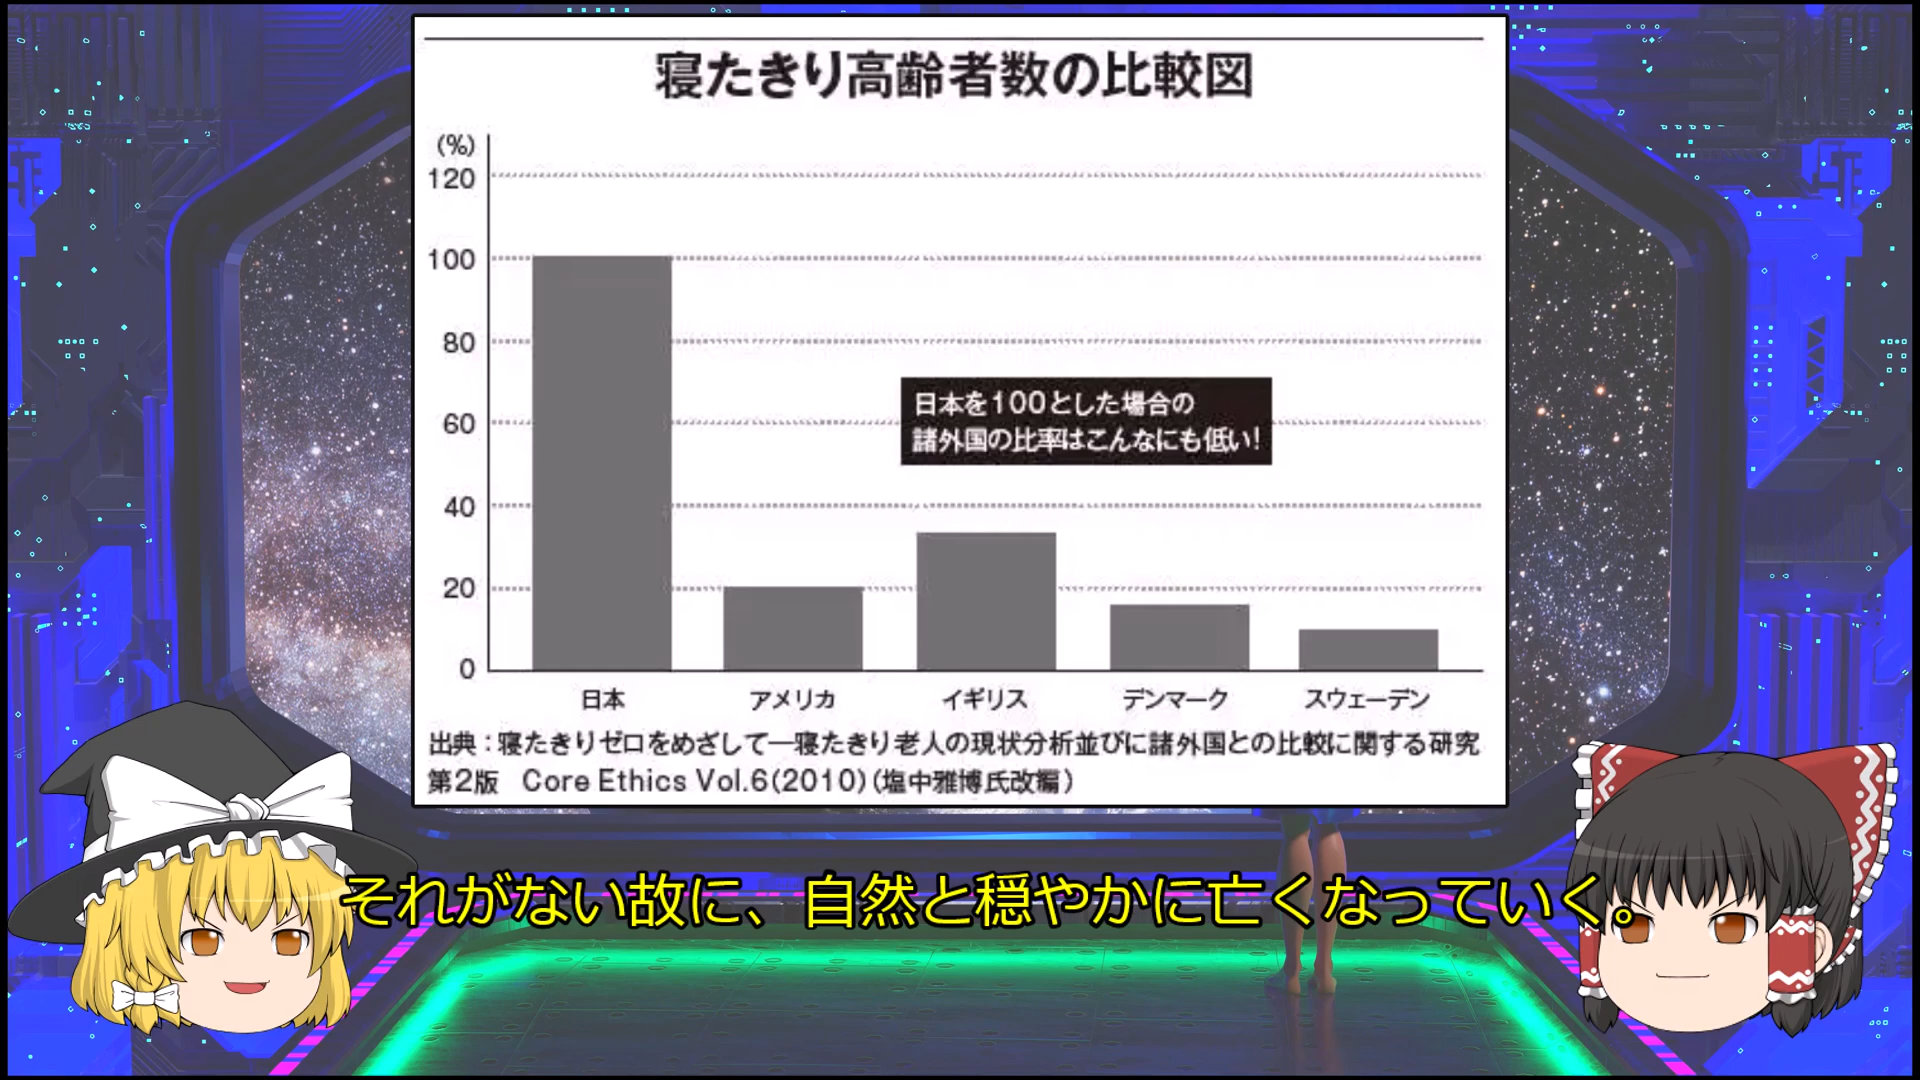 寝たきり高齢者数の比較図
(%)
120
100
80
60
40
20
0
日本を100とした場合の
諸外国の比率はこんなにも低い!
日本 アメリカ イギリス デンマーク スウェーデン
出典：寝たきりゼロをめざして―寝たきり老人の現状分析並びに諸外国との比較に関する研究
第2版 Core Ethics Vol.6(2010)(塩中雅博氏改編)
それがない故に、自然と穏やかに亡くなっていく。